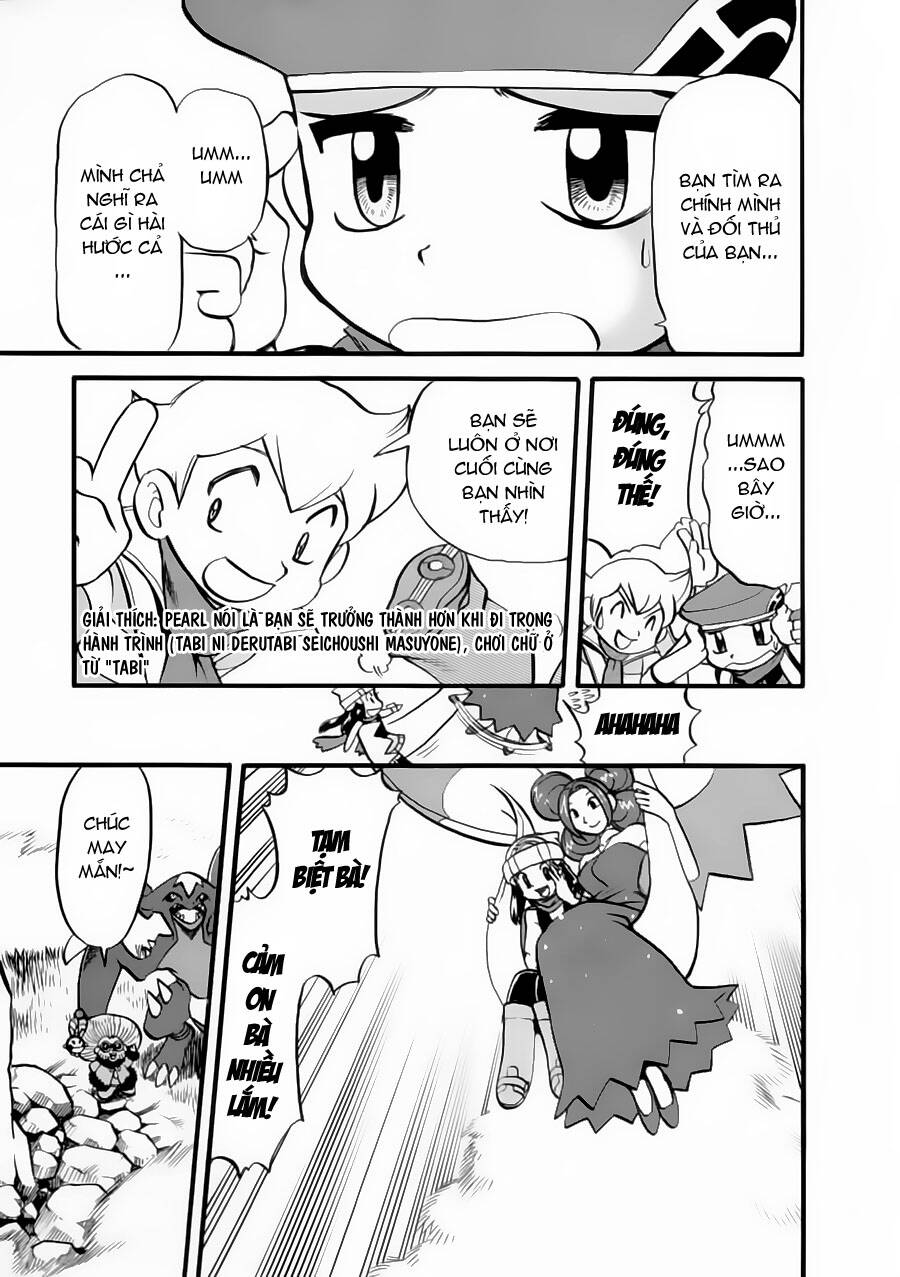 BẠN TÌM RA
CHÍNH MÌNH
VÀ ĐỐI THỦ
CỦA BẠN...
UMM...
UMM
MÌNH CHẢ
NGHĨ RA
CÁI GÌ HÀI
HƯỚC CẢ
...
UMMM
...SAO
BÂY
GIỜ...
ĐÚNG,
ĐÚNG
THẾ!
BẠN SẼ
LUÔN Ở NƠI
CUỐI CÙNG
BẠN NHÌN
THẤY!
GIẢI THÍCH: PEARL NÓI LÀ BẠN SẼ TRƯỞNG THÀNH HƠN KHI ĐI TRONG
HÀNH TRÌNH (TABI NI DERUTABI SEICHOUSHI MASUYONE), CHƠI CHỮ Ở
TỪ "TABI"
AHAHAHA
TẠM
BIỆT BÀ!
CẢM
ON
BÀ
NHIỀU
LẮM!
CHÚC
MAY
MẮN!~